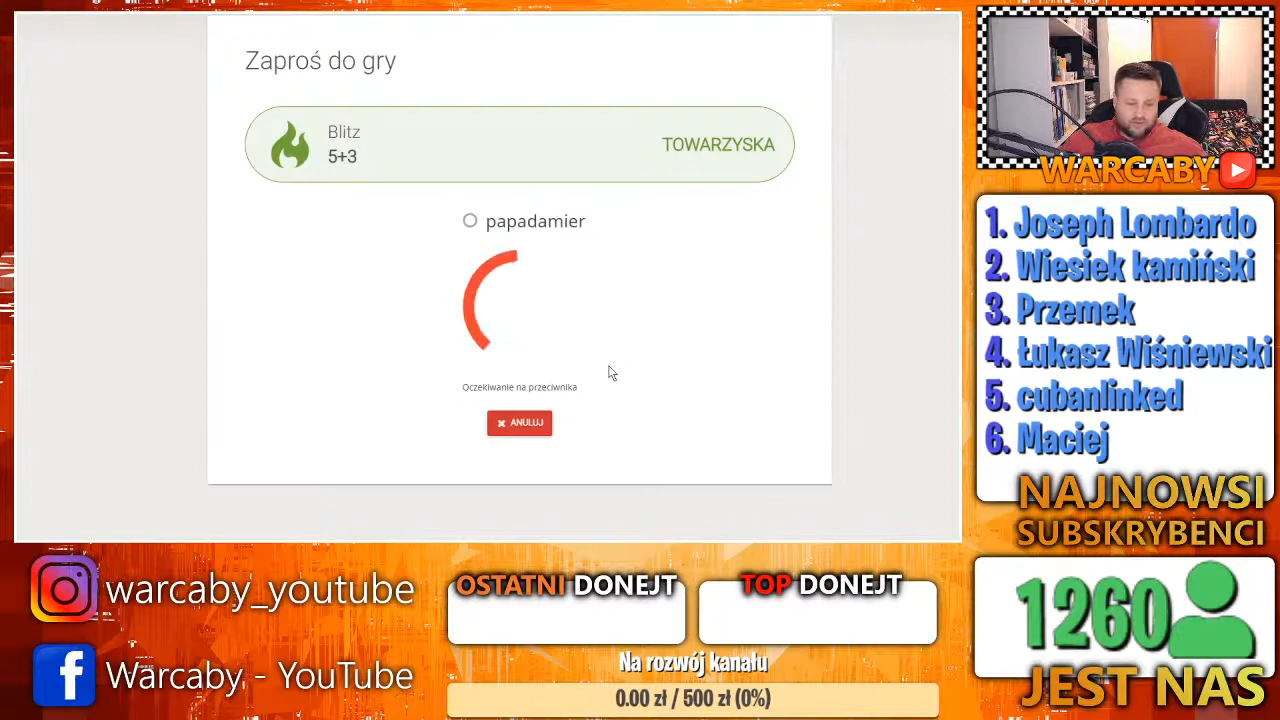 Zaproś do gry
Blitz
5+3
TOWARZYSKA
papadamier
Oczekiwanie na przeciwnika
ANULUJ
WARCABY
1. Joseph Lombardo
2. Wiesiek kamiński
3. Przemek
4. Łukasz Wiśniewski
5. cubanlinked
6. Maciej
NAJNOWSI
SUBSKRYBENCI
1260
JEST NAS
warcaby_youtube
Warcaby - YouTube
OSTATNI DONEJT
TOP DONEJT
Na rozwój kanału
0.00 zł / 500 zł (0%)